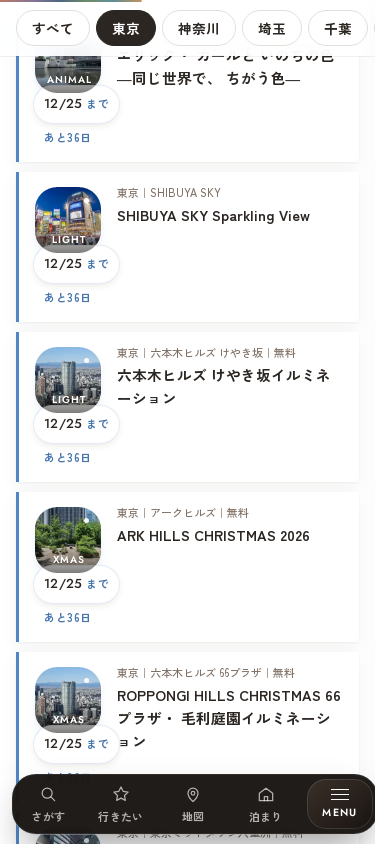 すべて
東京
神奈川
埼玉
千葉
―同じ世界で、 ちがう色―
ANIMAL
12/25 まで
あと36日
東京｜SHIBUYA SKY
SHIBUYA SKY Sparkling View
LIGHT
12/25 まで
あと36日
東京｜六本木ヒルズ けやき坂｜無料
六本木ヒルズ けやき坂イルミネ
ーション
LIGHT
12/25 まで
あと36日
東京｜アークヒルズ｜無料
ARK HILLS CHRISTMAS 2026
XMAS
12/25 まで
あと36日
東京｜六本木ヒルズ 66プラザ｜無料
ROPPONGI HILLS CHRISTMAS 66
プラザ・ 毛利庭園イルミネーシ
ョン
XMAS
12/25 まで
さがす
行きたい
地図
泊まり
MENU